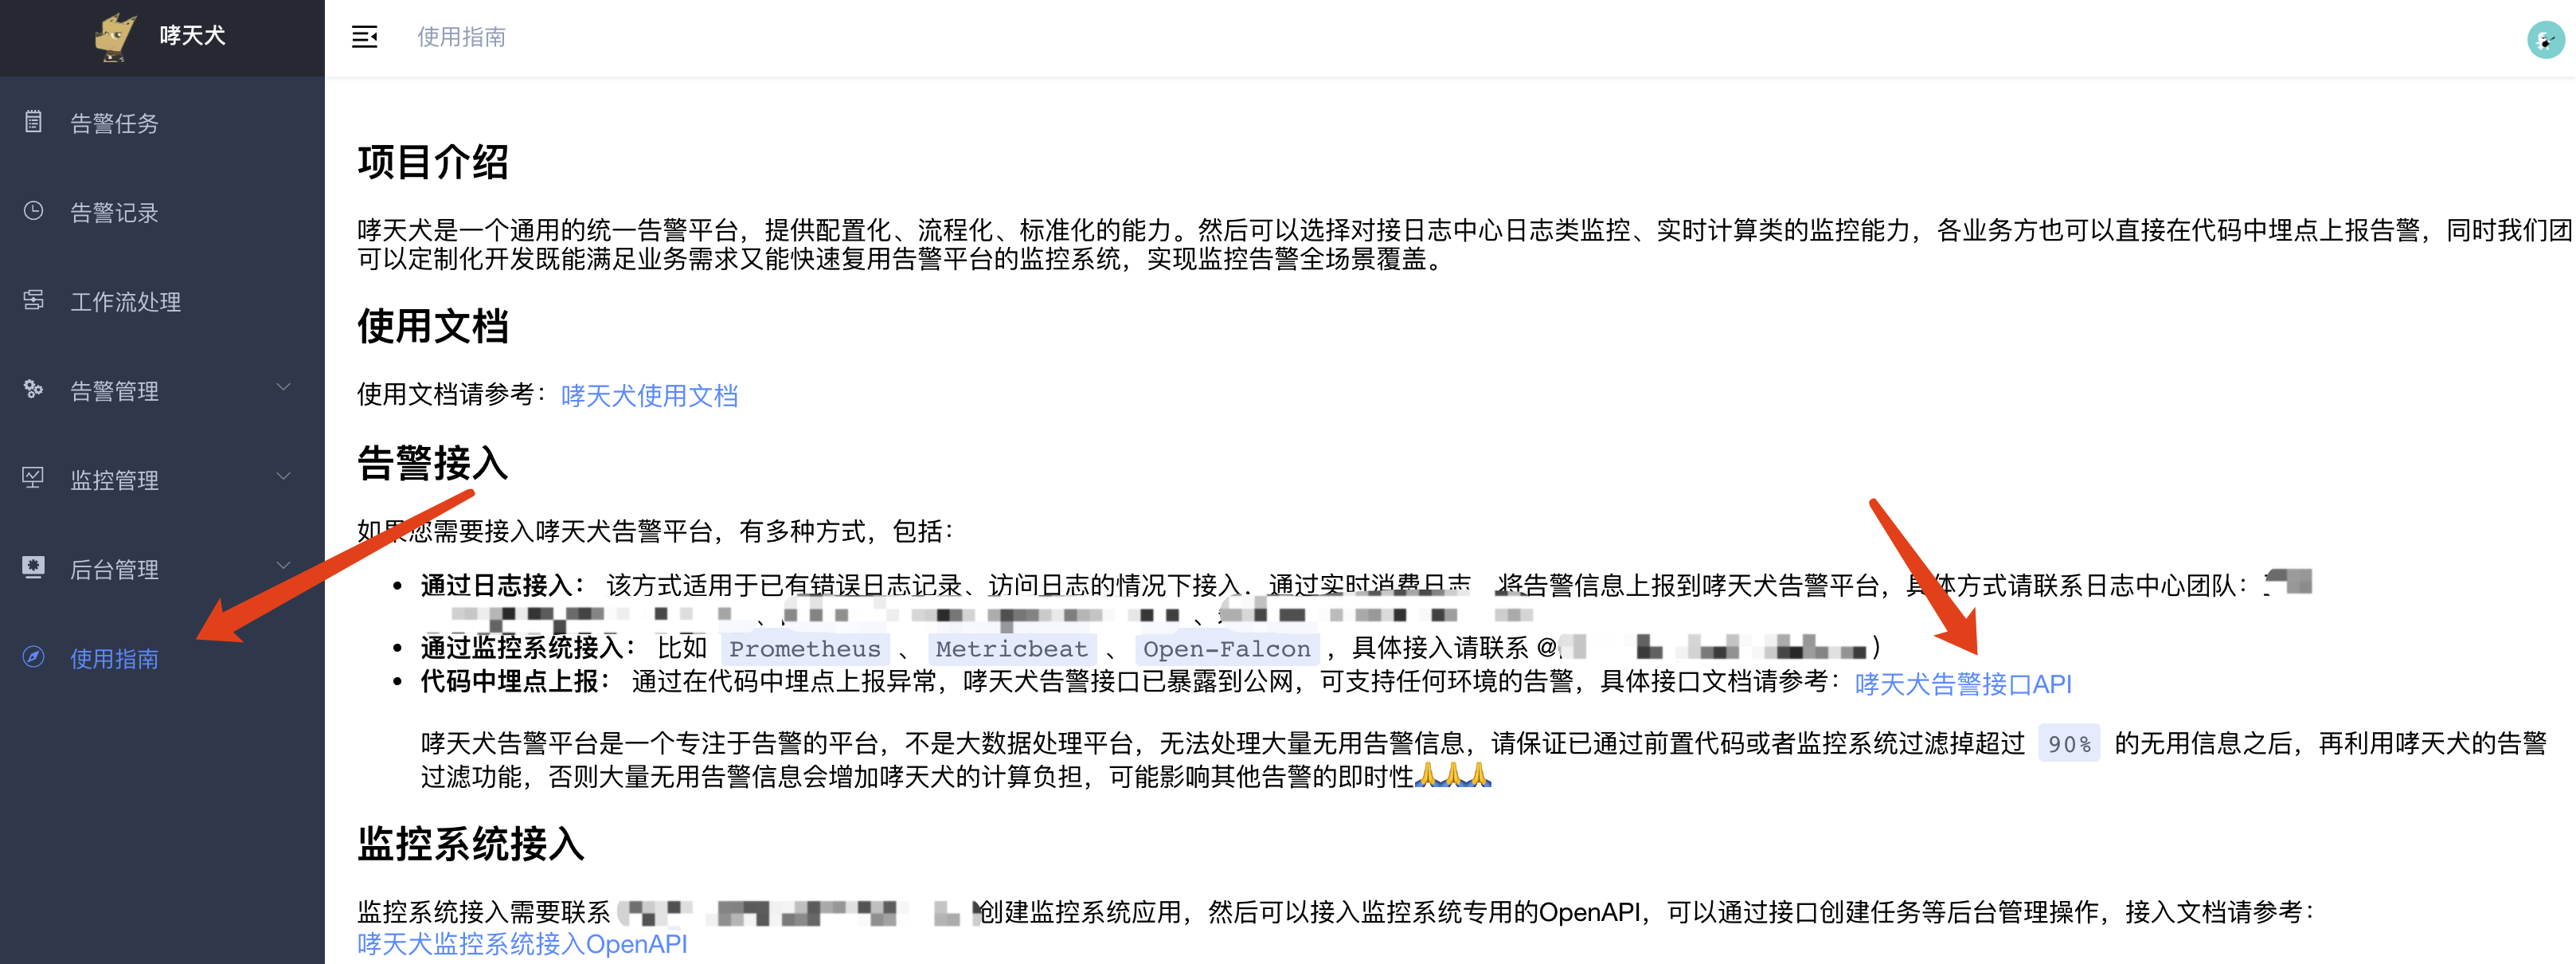 哮天犬
使用指南
告警任务
告警记录
工作流处理
告警管理
监控管理
后台管理
使用指南
项目介绍
哮天犬是一个通用的统一告警平台，提供配置化、流程化、标准化的能力。然后可以选择对接日志中心日志类监控、实时计算类的监控能力，各业务方也可以直接在代码中埋点上报告警，同时我们团
可以定制化开发既能满足业务需求又能快速复用告警平台的监控系统，实现监控告警全场景覆盖。
使用文档
使用文档请参考：哮天犬使用文档
告警接入
如果您需要接入哮天犬告警平台，有多种方式，包括：
• 通过日志接入： 该方式适用于已有错误日志记录、访问日志的情况下接入，通过实时消费日志 将告警信息上报到哮天犬告警平台，具体方式请联系日志中心团队：
• 通过监控系统接入： 比如 Prometheus 、 Metricbeat 、 Open-Falcon ，具体接入请联系 @ )
• 代码中埋点上报： 通过在代码中埋点上报异常，哮天犬告警接口已暴露到公网，可支持任何环境的告警，具体接口文档请参考：哮天犬告警接口API
哮天犬告警平台是一个专注于告警的平台，不是大数据处理平台，无法处理大量无用告警信息，请保证已通过前置代码或者监控系统过滤掉超过 90% 的无用信息之后，再利用哮天犬的告警
过滤功能，否则大量无用告警信息会增加哮天犬的计算负担，可能影响其他告警的即时性🙏🙏🙏
监控系统接入
监控系统接入需要联系 创建监控系统应用，然后可以接入监控系统专用的OpenAPI，可以通过接口创建任务等后台管理操作，接入文档请参考：
哮天犬监控系统接入OpenAPI